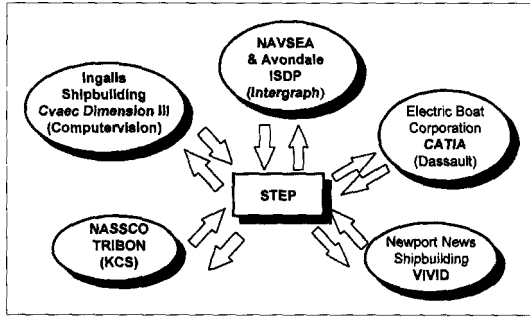 NAVSEA
& Avondale
ISDP
(Intergraph)
Ingalls
Shipbuilding
Cvaec Dimension III
(Computervision)
Electric Boat
Corporation
CATIA
(Dassault)
STEP
NASSCO
TRIBON
(KCS)
Newport News
Shipbuilding
VIVID